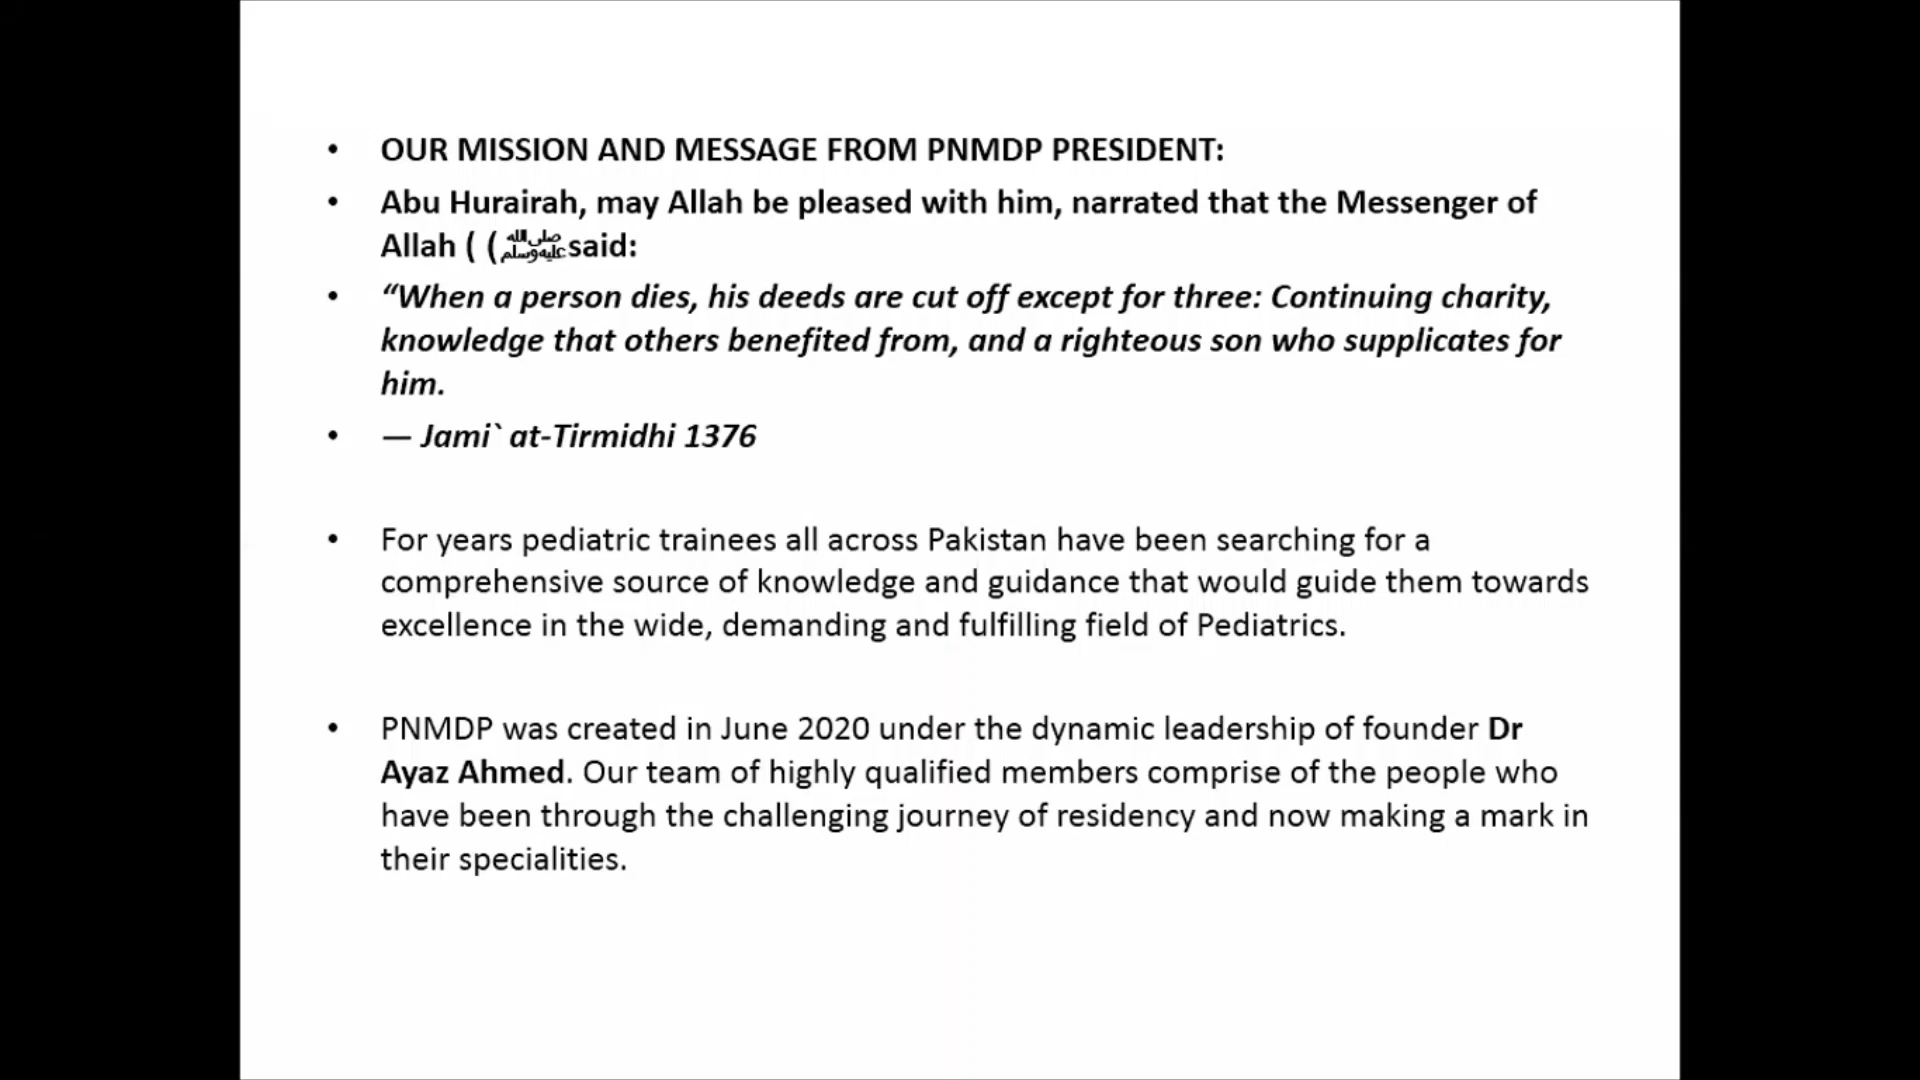 • OUR MISSION AND MESSAGE FROM PNMDP PRESIDENT:
• Abu Hurairah, may Allah be pleased with him, narrated that the Messenger of
Allah ( (ﷺsaid:
• “When a person dies, his deeds are cut off except for three: Continuing charity,
knowledge that others benefited from, and a righteous son who supplicates for
him.
• — Jami` at-Tirmidhi 1376
• For years pediatric trainees all across Pakistan have been searching for a
comprehensive source of knowledge and guidance that would guide them towards
excellence in the wide, demanding and fulfilling field of Pediatrics.
• PNMDP was created in June 2020 under the dynamic leadership of founder Dr
Ayaz Ahmed. Our team of highly qualified members comprise of the people who
have been through the challenging journey of residency and now making a mark in
their specialities.